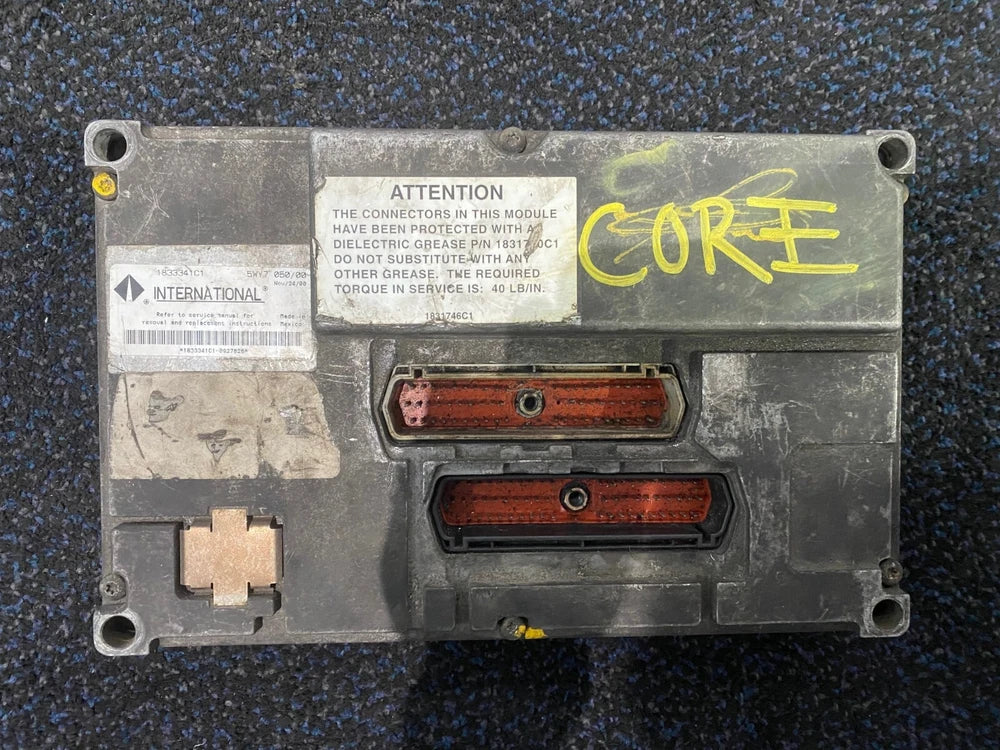 ATTENTION
THE CONNECTORS IN THIS MODULE
HAVE BEEN PROTECTED WITH A
DIELECTRIC GREASE P/N 0C1
DO NOT SUBSTITUTE WITH ANY
OTHER GREASE. THE REQUIRED
TORQUE IN SERVICE IS: 40 LB/IN.
1831746C1
CORE
1833341C1 5WY7 050/00
Nov/24/00
INTERNATIONAL®
Refer to service manual for
removal and replacement instructions
Made in
Mexico